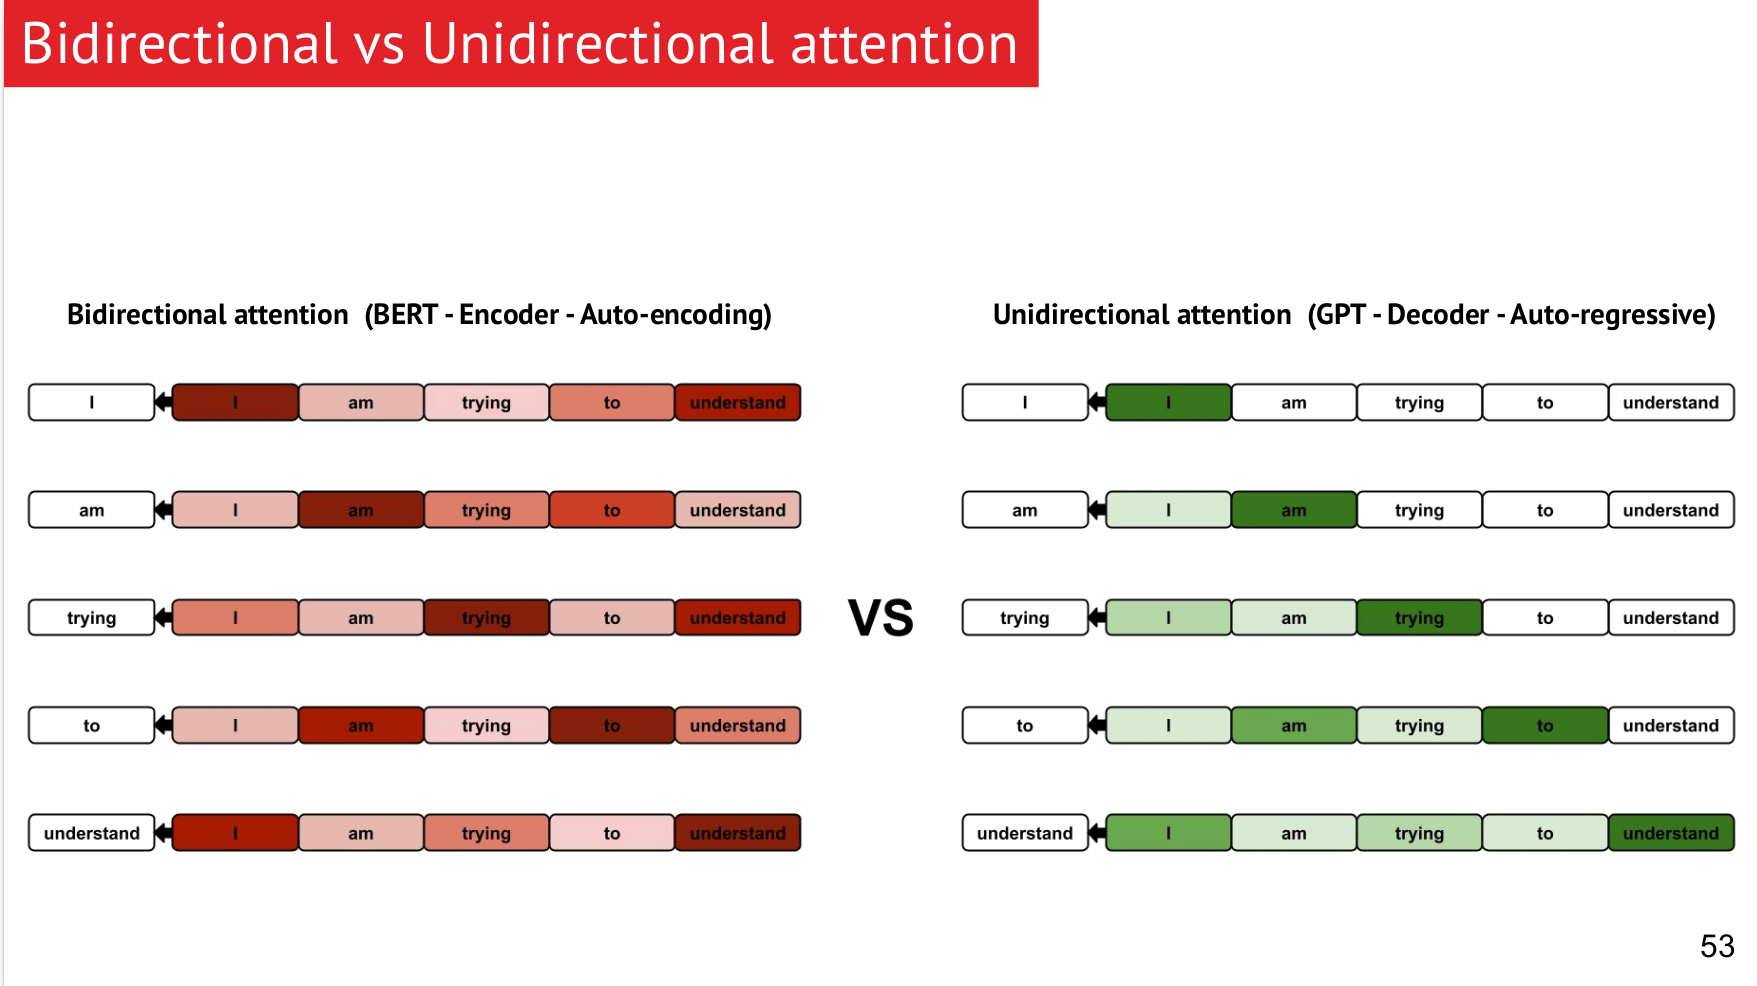 Bidirectional vs Unidirectional attention
Bidirectional attention (BERT - Encoder - Auto-encoding)
I I am trying to understand
am I am trying to understand
trying I am trying to understand
to I am trying to understand
understand I am trying to understand
VS
Unidirectional attention (GPT - Decoder - Auto-regressive)
I I am trying to understand
am I am trying to understand
trying I am trying to understand
to I am trying to understand
understand I am trying to understand
53